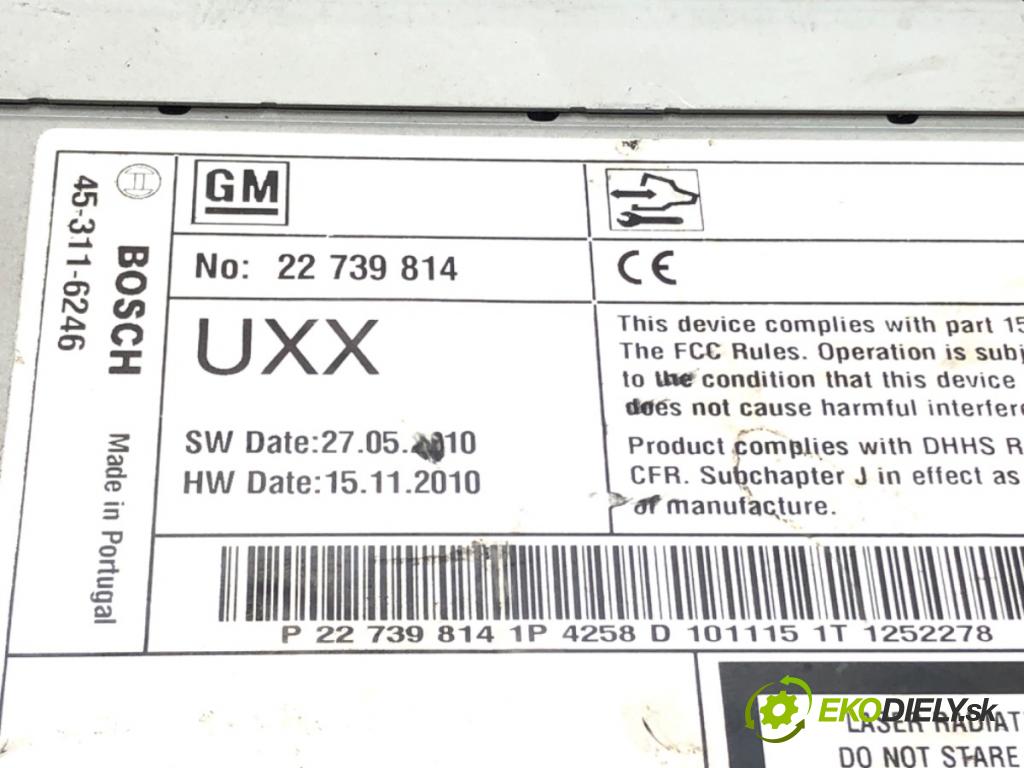 45-311-6246
BOSCH
Made in Portugal
GM
No: 22 739 814
CE
UXX
SW Date:27.05.2010
HW Date:15.11.2010
This device complies with part 15
The FCC Rules. Operation is subj
to the condition that this device
does not cause harmful interfere
Product complies with DHHS R
CFR. Subchapter J in effect as
of manufacture.
P 22 739 814 1P 4258 D 101115 1T 1252278
LASER RADIAT
DO NOT STARE
EKODIELY.sk